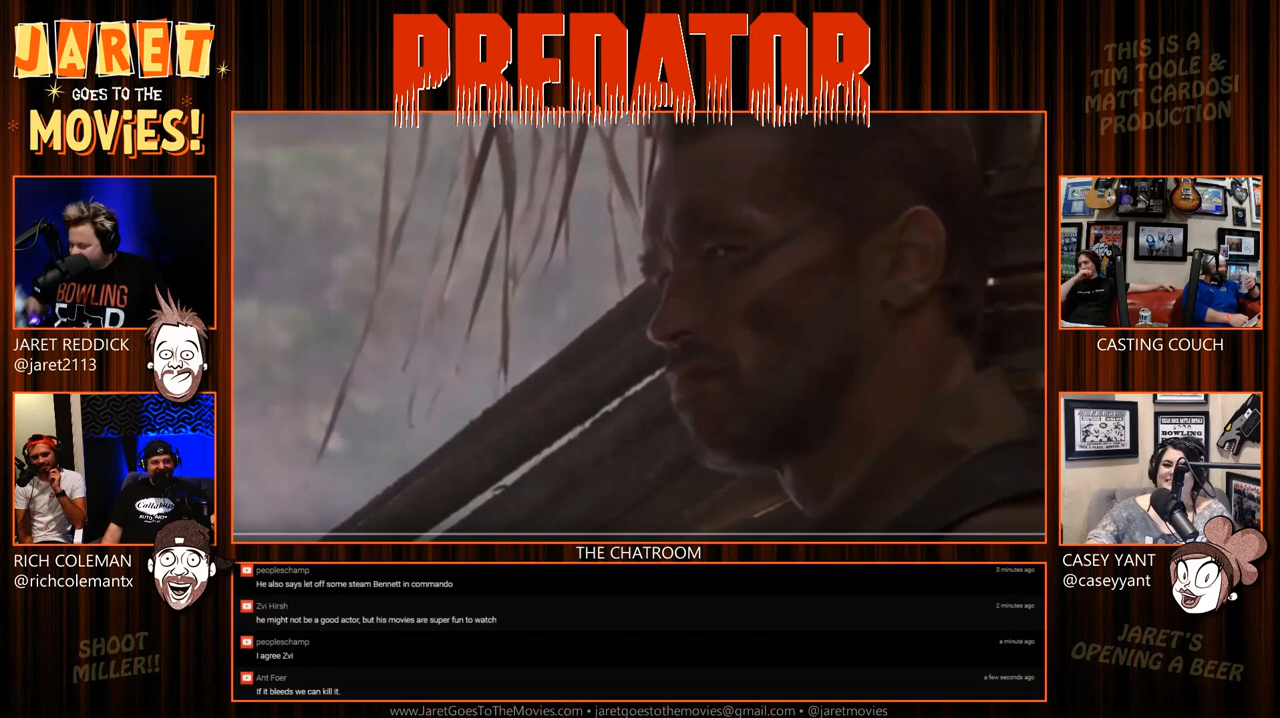 JARET
GOES TO THE
MOVIES!
PREDATOR
THIS IS A
TIM TOOLE &
MATT CARDOSI
PRODUCTION
BOWLING
JARET REDDICK
@jaret2113
CASTING COUCH
RICH COLEMAN
@richcolemantx
BOWLING
CASEY YANT
@caseyyant
SHOOT
MILLER!!
JARET'S
OPENING A BEER
THE CHATROOM
peopleschamp
3 minutes ago
He also says let off some steam Bennett in commando
Zvi Hirsh
2 minutes ago
he might not be a good actor, but his movies are super fun to watch
peopleschamp
a minute ago
I agree Zvi
Ant Foer
a few seconds ago
If it bleeds we can kill it.
www.JaretGoesToTheMovies.com • jaretgoestothemovies@gmail.com • @jaretmovies